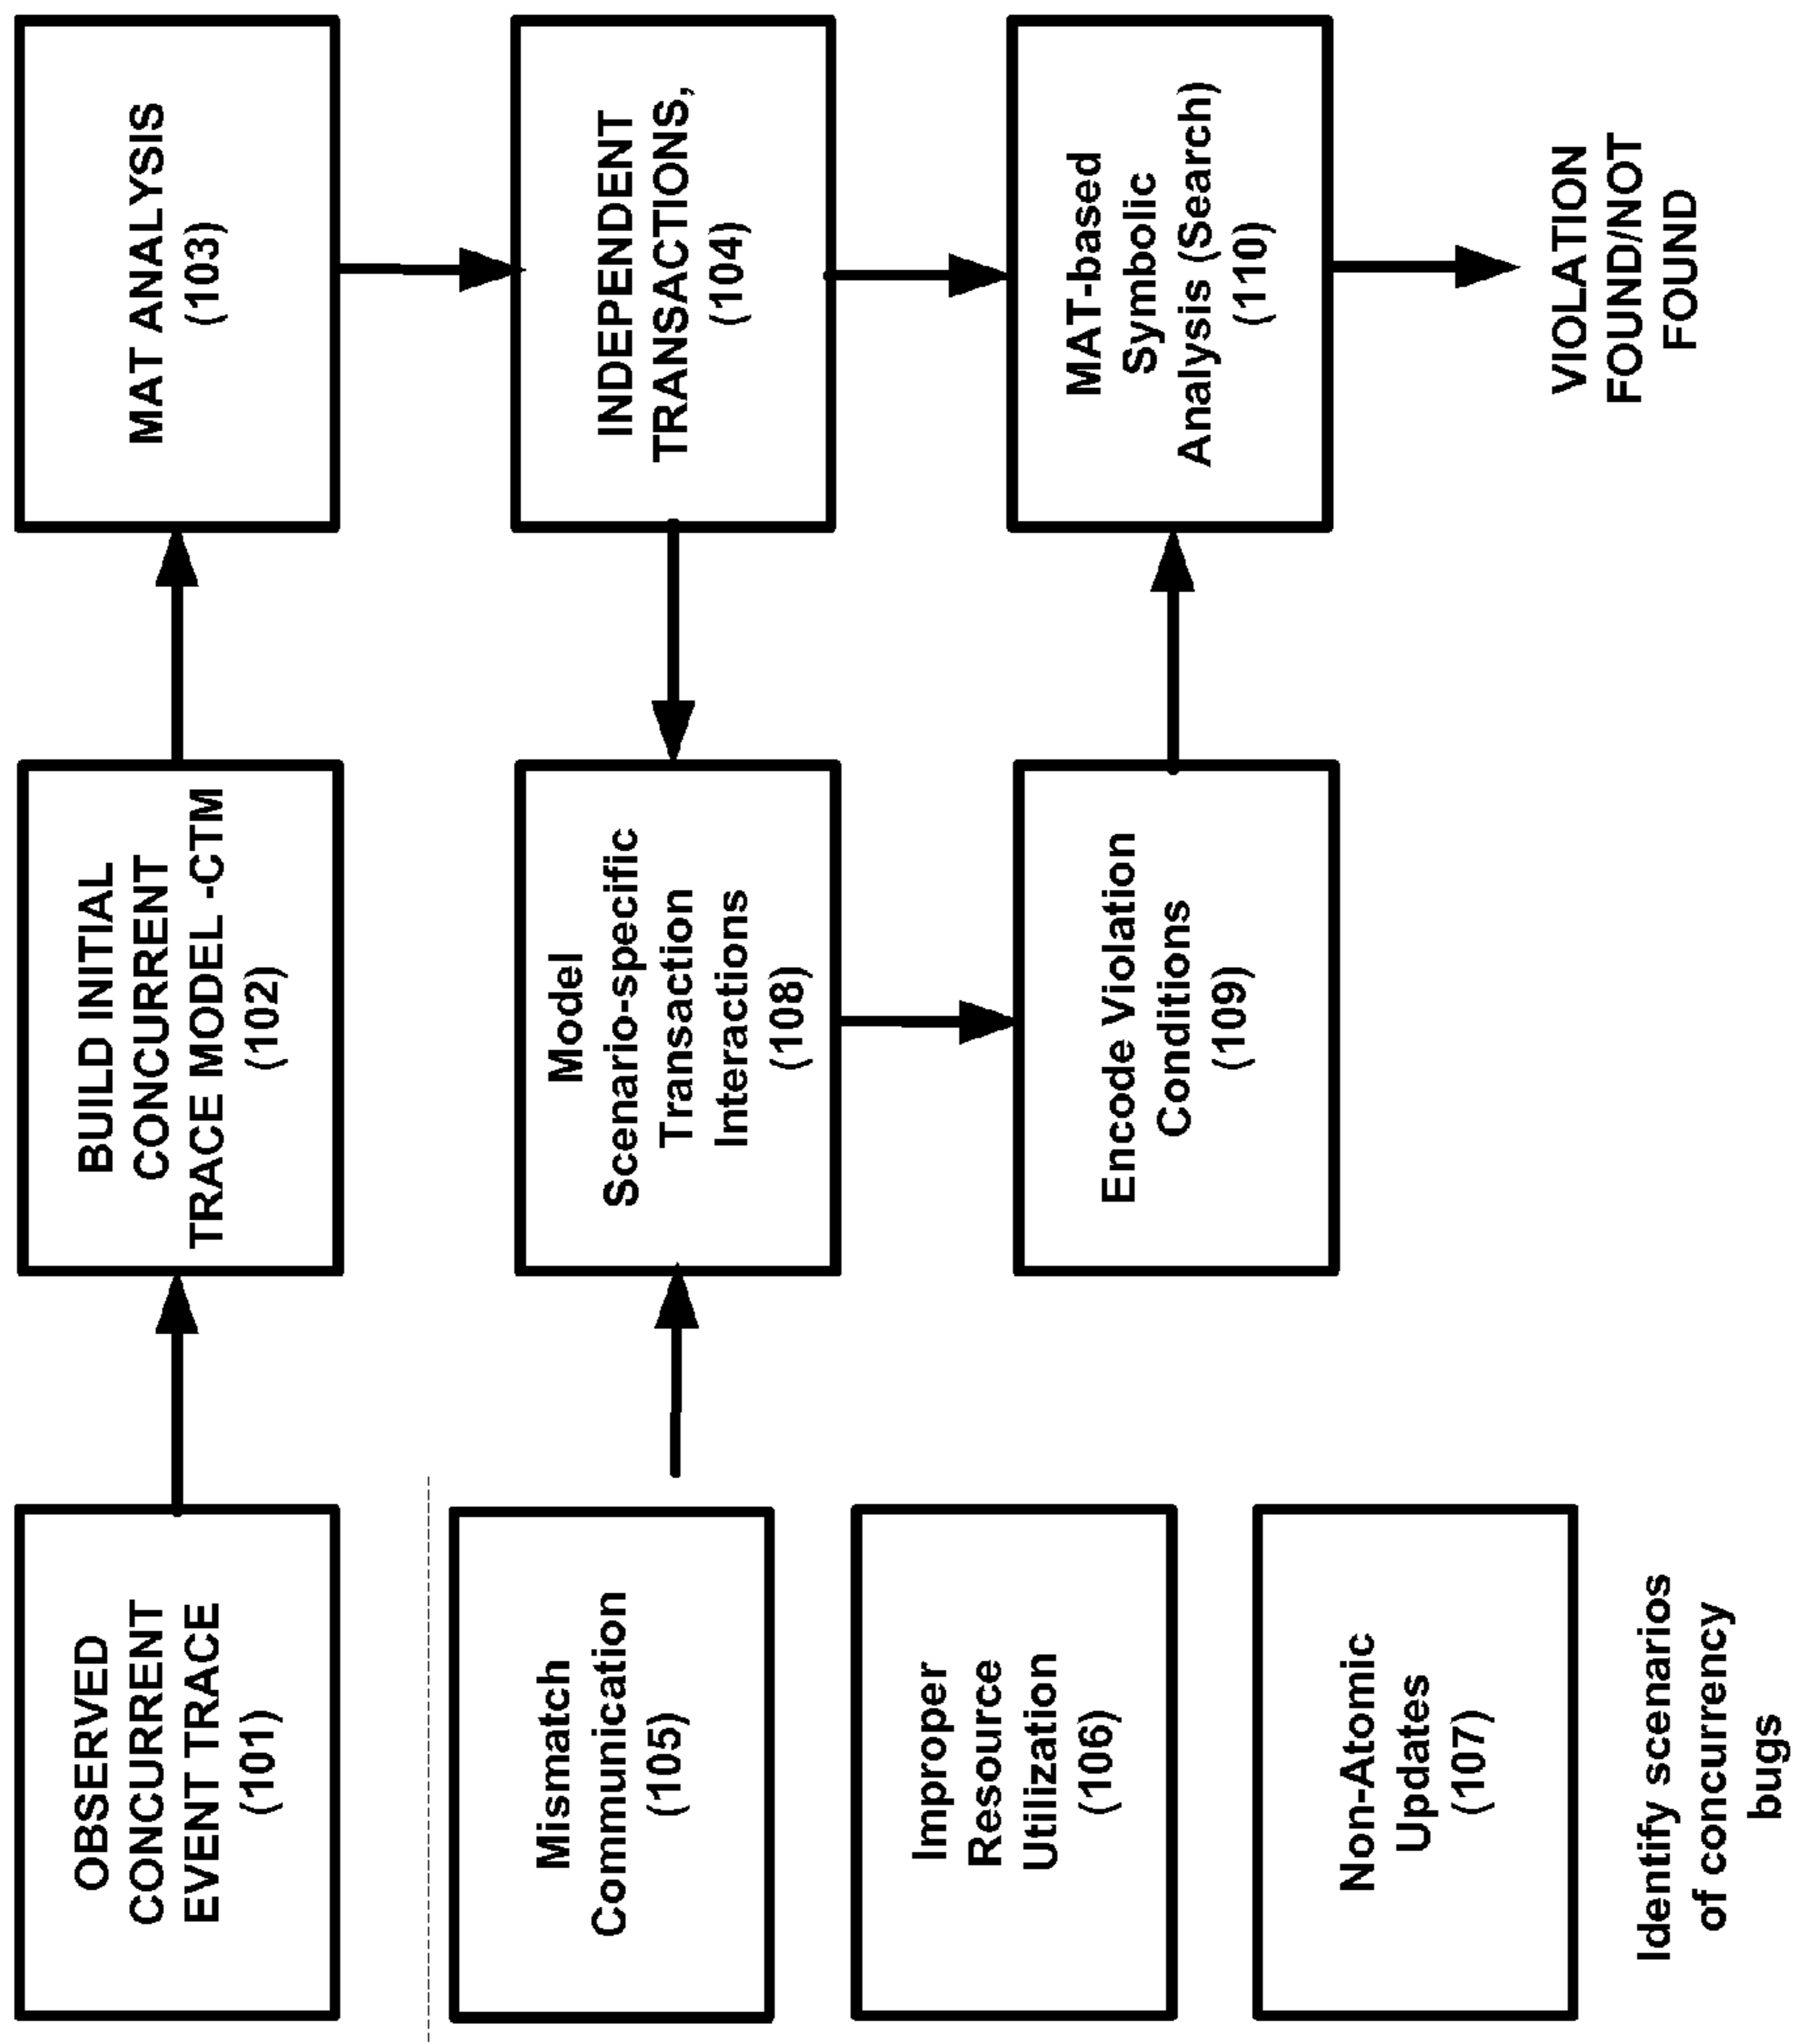 OBSERVED
CONCURRENT
EVENT TRACE
(101)
BUILD INITIAL
CONCURRENT
TRACE MODEL -CTM
(102)
MAT ANALYSIS
(103)
Mismatch
Communication
(105)
Model
Scenario-specific
Transaction
Interactions
(108)
INDEPENDENT
TRANSACTIONS,
(104)
Improper
Resource
Utilization
(106)
Encode Violation
Conditions
(109)
MAT-based
Symbolic
Analysis (Search)
(110)
Non-Atomic
Updates
(107)
Identify scenarios
of concurrency
bugs
VIOLATION
FOUND/NOT
FOUND